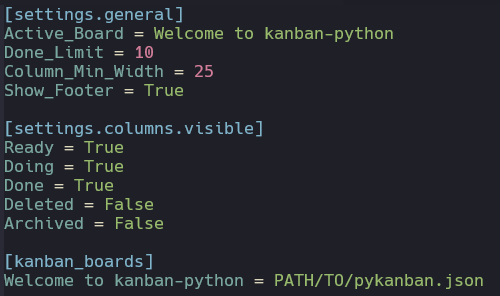 [settings.general]
Active_Board = Welcome to kanban-python
Done_Limit = 10
Column_Min_Width = 25
Show_Footer = True

[settings.columns.visible]
Ready = True
Doing = True
Done = True
Deleted = False
Archived = False

[kanban_boards]
Welcome to kanban-python = PATH/TO/pykanban.json